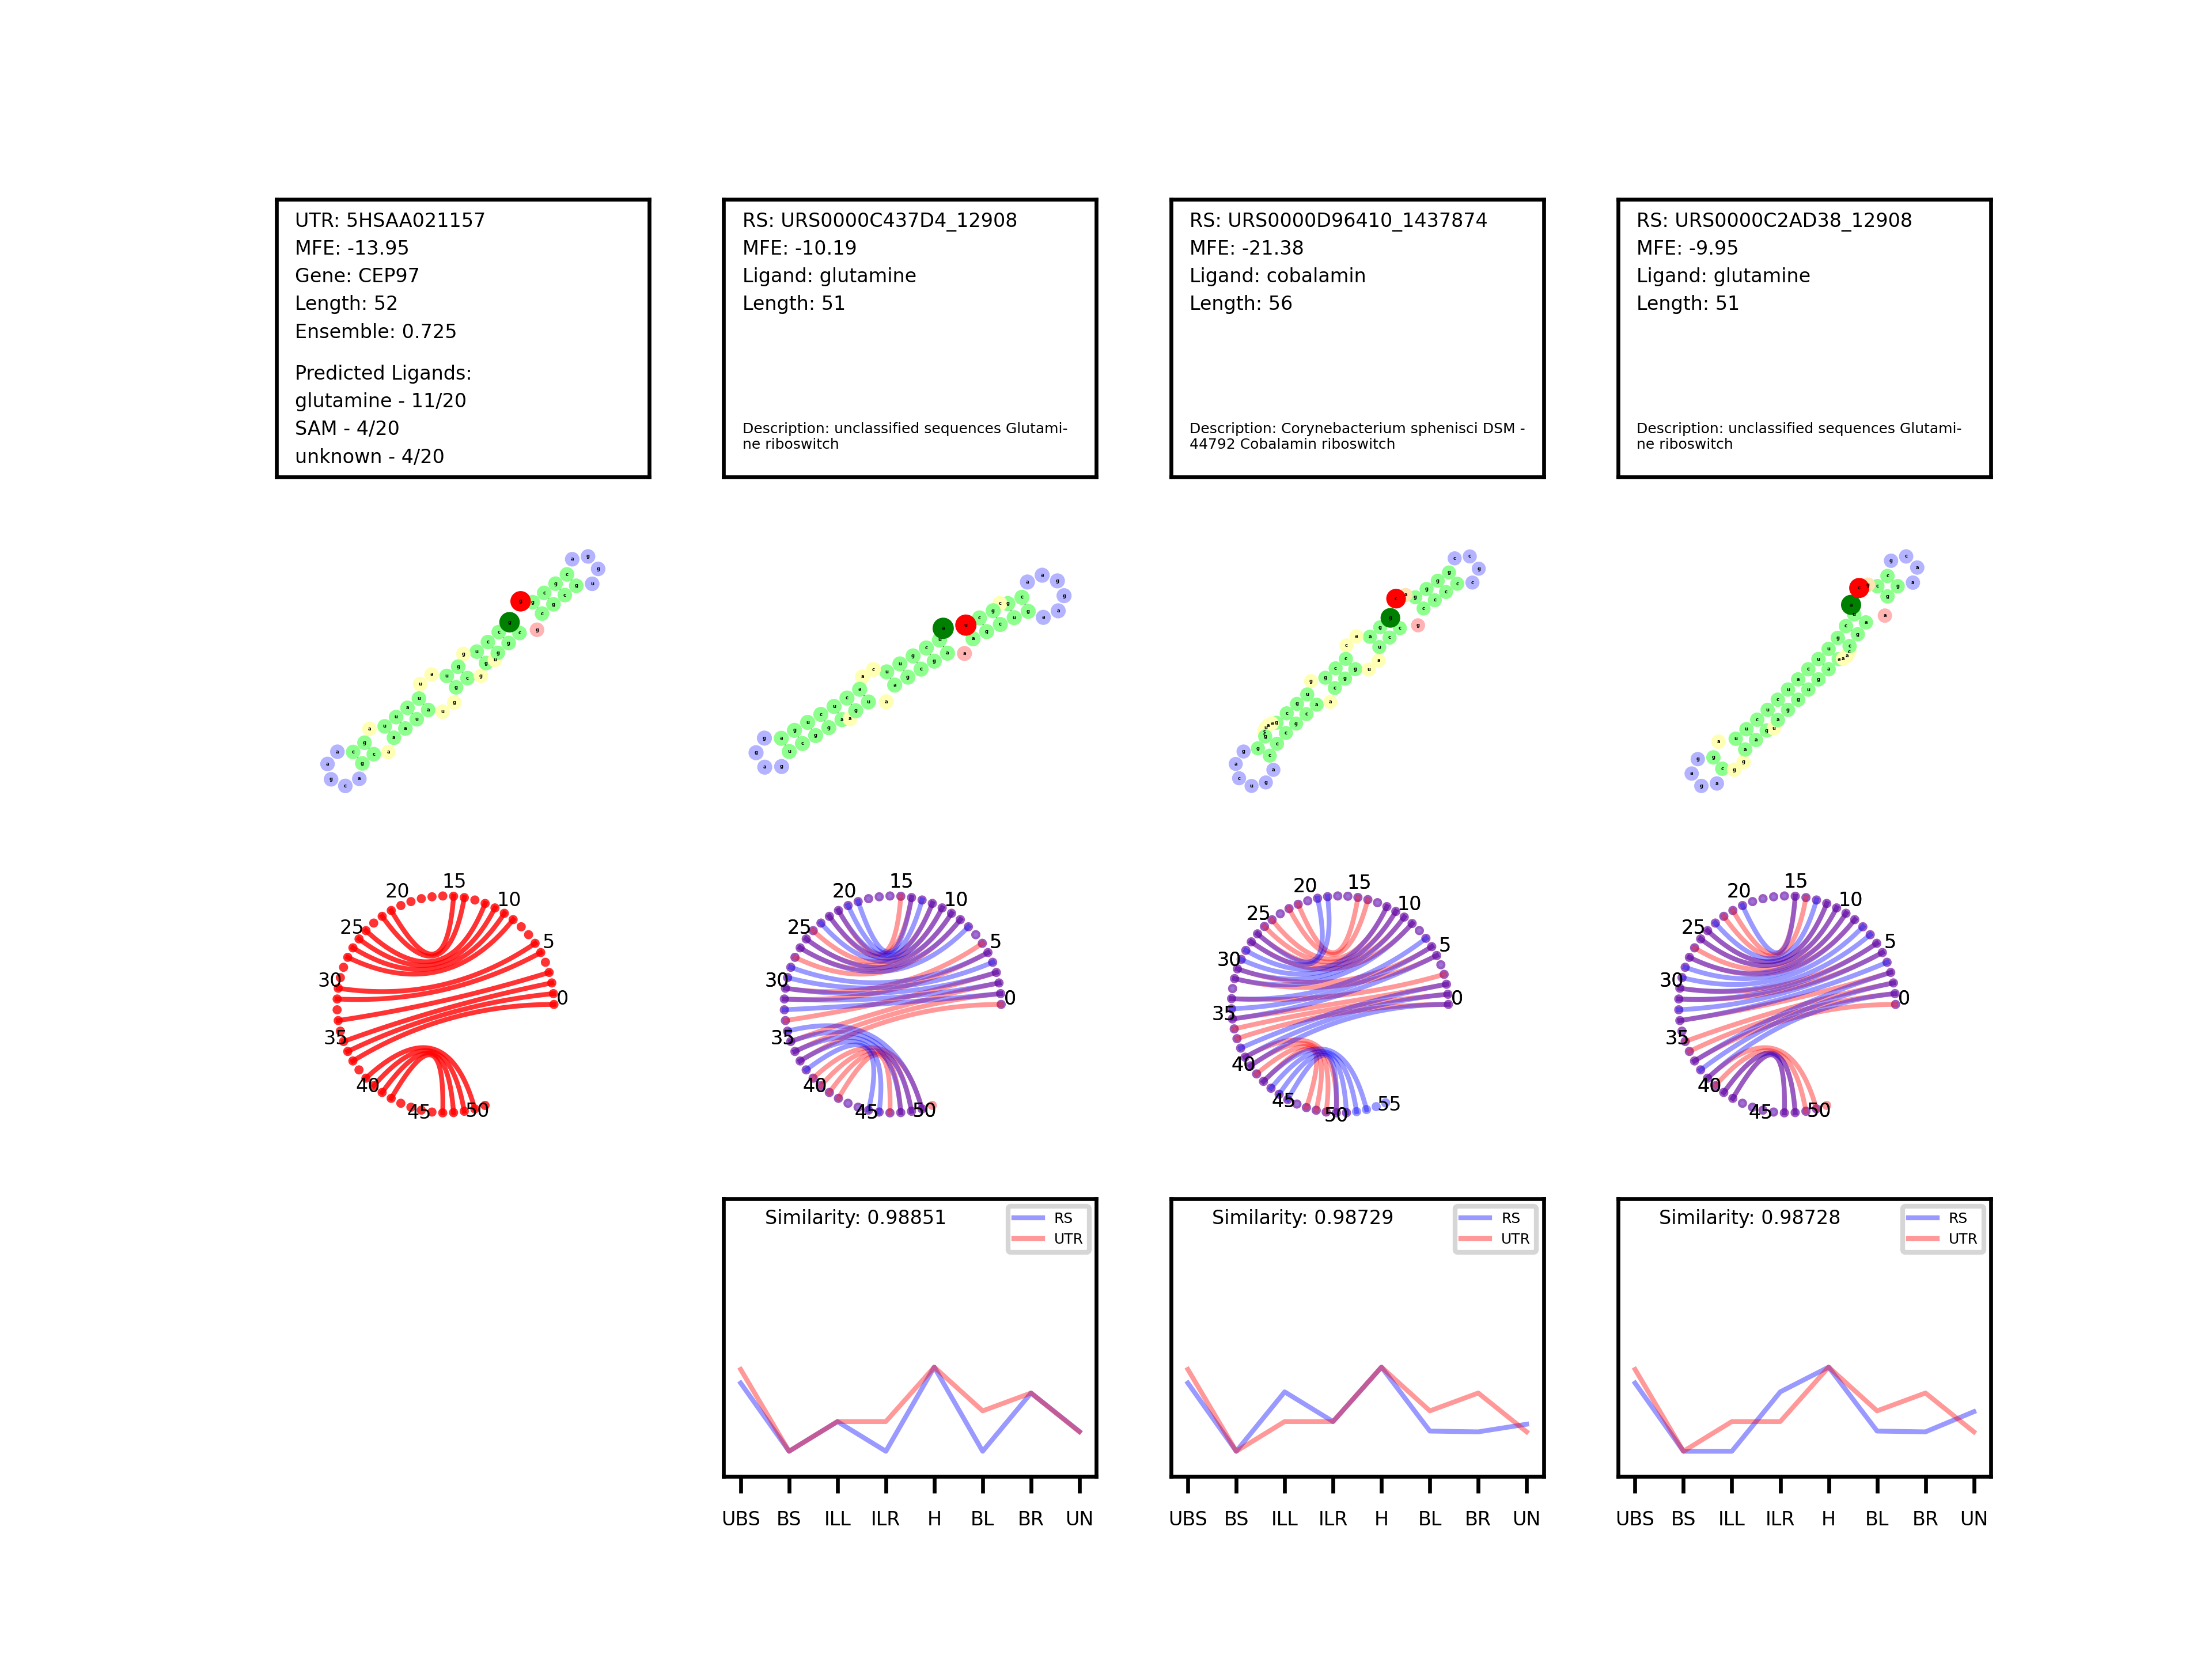 UTR: 5HSAA021157
MFE: -13.95
Gene: CEP97
Length: 52
Ensemble: 0.725
Predicted Ligands:
glutamine - 11/20
SAM - 4/20
unknown - 4/20
RS: URS0000C437D4_12908
MFE: -10.19
Ligand: glutamine
Length: 51
Description: unclassified sequences Glutami-
ne riboswitch
RS: URS0000D96410_1437874
MFE: -21.38
Ligand: cobalamin
Length: 56
Description: Corynebacterium sphenisci DSM -
44792 Cobalamin riboswitch
RS: URS0000C2AD38_12908
MFE: -9.95
Ligand: glutamine
Length: 51
Description: unclassified sequences Glutami-
ne riboswitch
0
5
10
15
20
25
30
35
40
45
50
0
5
10
15
20
25
30
35
40
45
50
0
5
10
15
20
25
30
35
40
45
50
55
0
5
10
15
20
25
30
35
40
45
50
Similarity: 0.98851
RS
UTR
UBS BS ILL ILR H BL BR UN
Similarity: 0.98729
RS
UTR
UBS BS ILL ILR H BL BR UN
Similarity: 0.98728
RS
UTR
UBS BS ILL ILR H BL BR UN